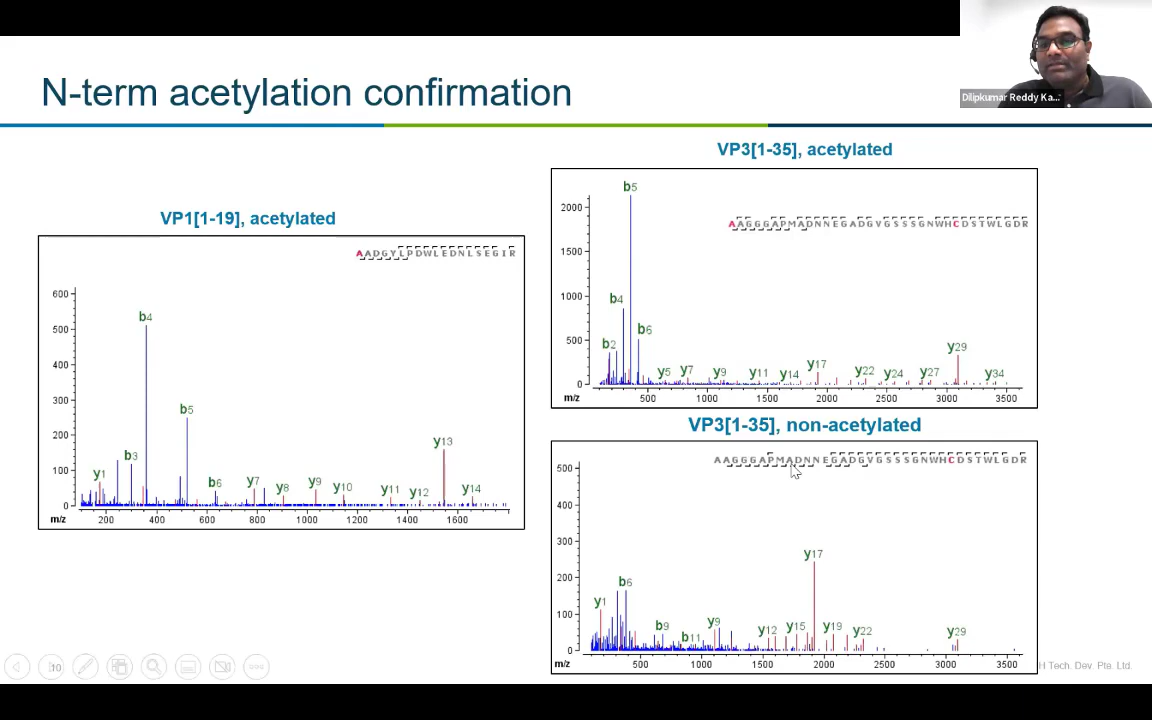 Dilipkumar Reddy Ka...
N-term acetylation confirmation
VP1[1-19], acetylated
AADGYLPDWLEDNLSEGIR
600
500
400
300
200
100
y1
b3
b4
b5
b6
y7
y8
y9
y10
y11
y12
y13
y14
m/z
200 400 600 800 1000 1200 1400 1600
VP3[1-35], acetylated
AAGGGAPMADNNEGADGVGSSSGNWHCDSTWLGDR
2000
1500
1000
500
0
b2
b4
b5
b6
y5
y7
y9
y11
y14
y17
y22
y24
y27
y29
y34
m/z
500 1000 1500 2000 2500 3000 3500
VP3[1-35], non-acetylated
AAGGGAPMADNNEGADGVGSSSGNWHCDSTWLGDR
500
400
300
200
100
0
y1
b6
b9
b11
y9
y12
y15
y17
y19
y22
y29
m/z
500 1000 1500 2000 2500 3000 3500
10
H Tech. Dev. Pte. Ltd.